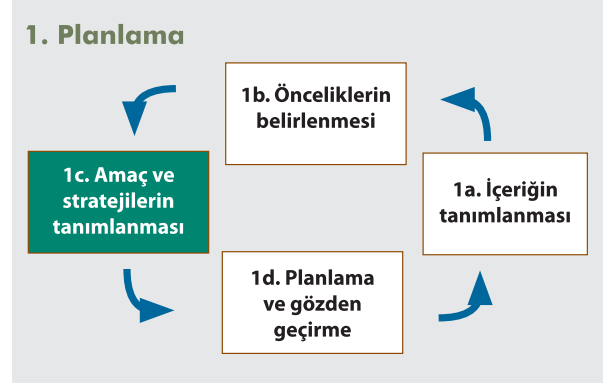 1. Planlama
1b. Önceliklerin
belirlenmesi
1c. Amaç ve
stratejilerin
tanımlanması
1a. İçeriğin
tanımlanması
1d. Planlama
ve gözden
geçirme